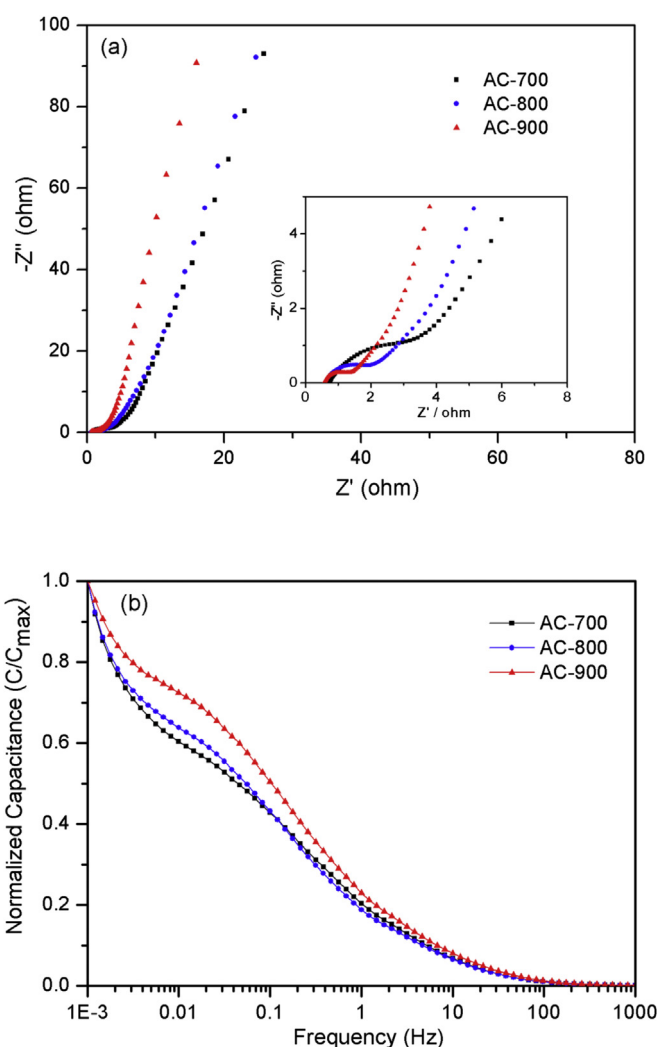 (a)
AC-700
AC-800
AC-900
100
80
60
40
20
0
-Z'' (ohm)
0 20 40 60 80
Z' (ohm)
4
2
0
-Z'' (ohm)
0 2 4 6 8
Z' / ohm
(b)
AC-700
AC-800
AC-900
1.0
0.8
0.6
0.4
0.2
0.0
Normalized Capacitance (C/Cmax)
1E-3 0.01 0.1 1 10 100 1000
Frequency (Hz)